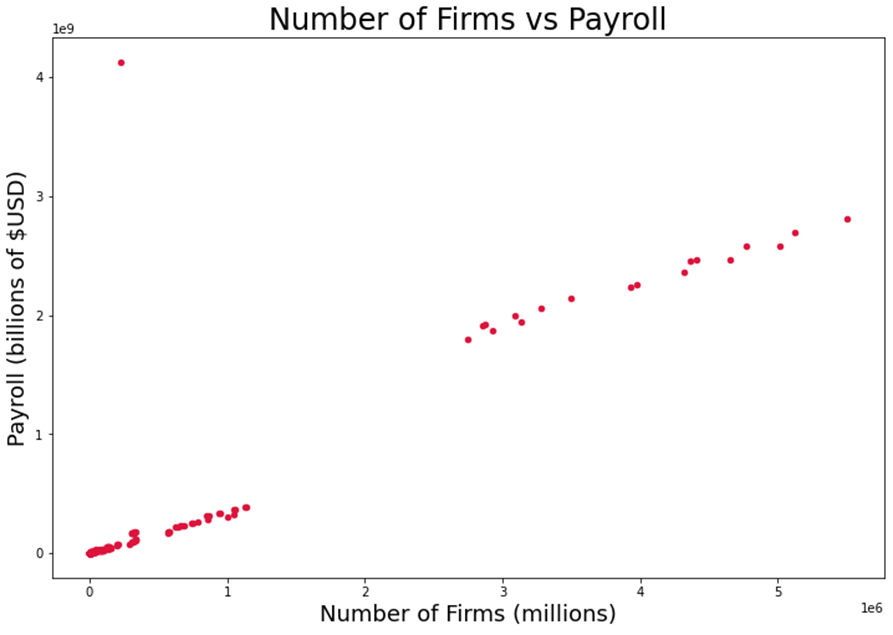 Number of Firms vs Payroll
1e9
4
3
2
1
0
Payroll (billions of $USD)
0 1 2 3 4 5
1e6
Number of Firms (millions)